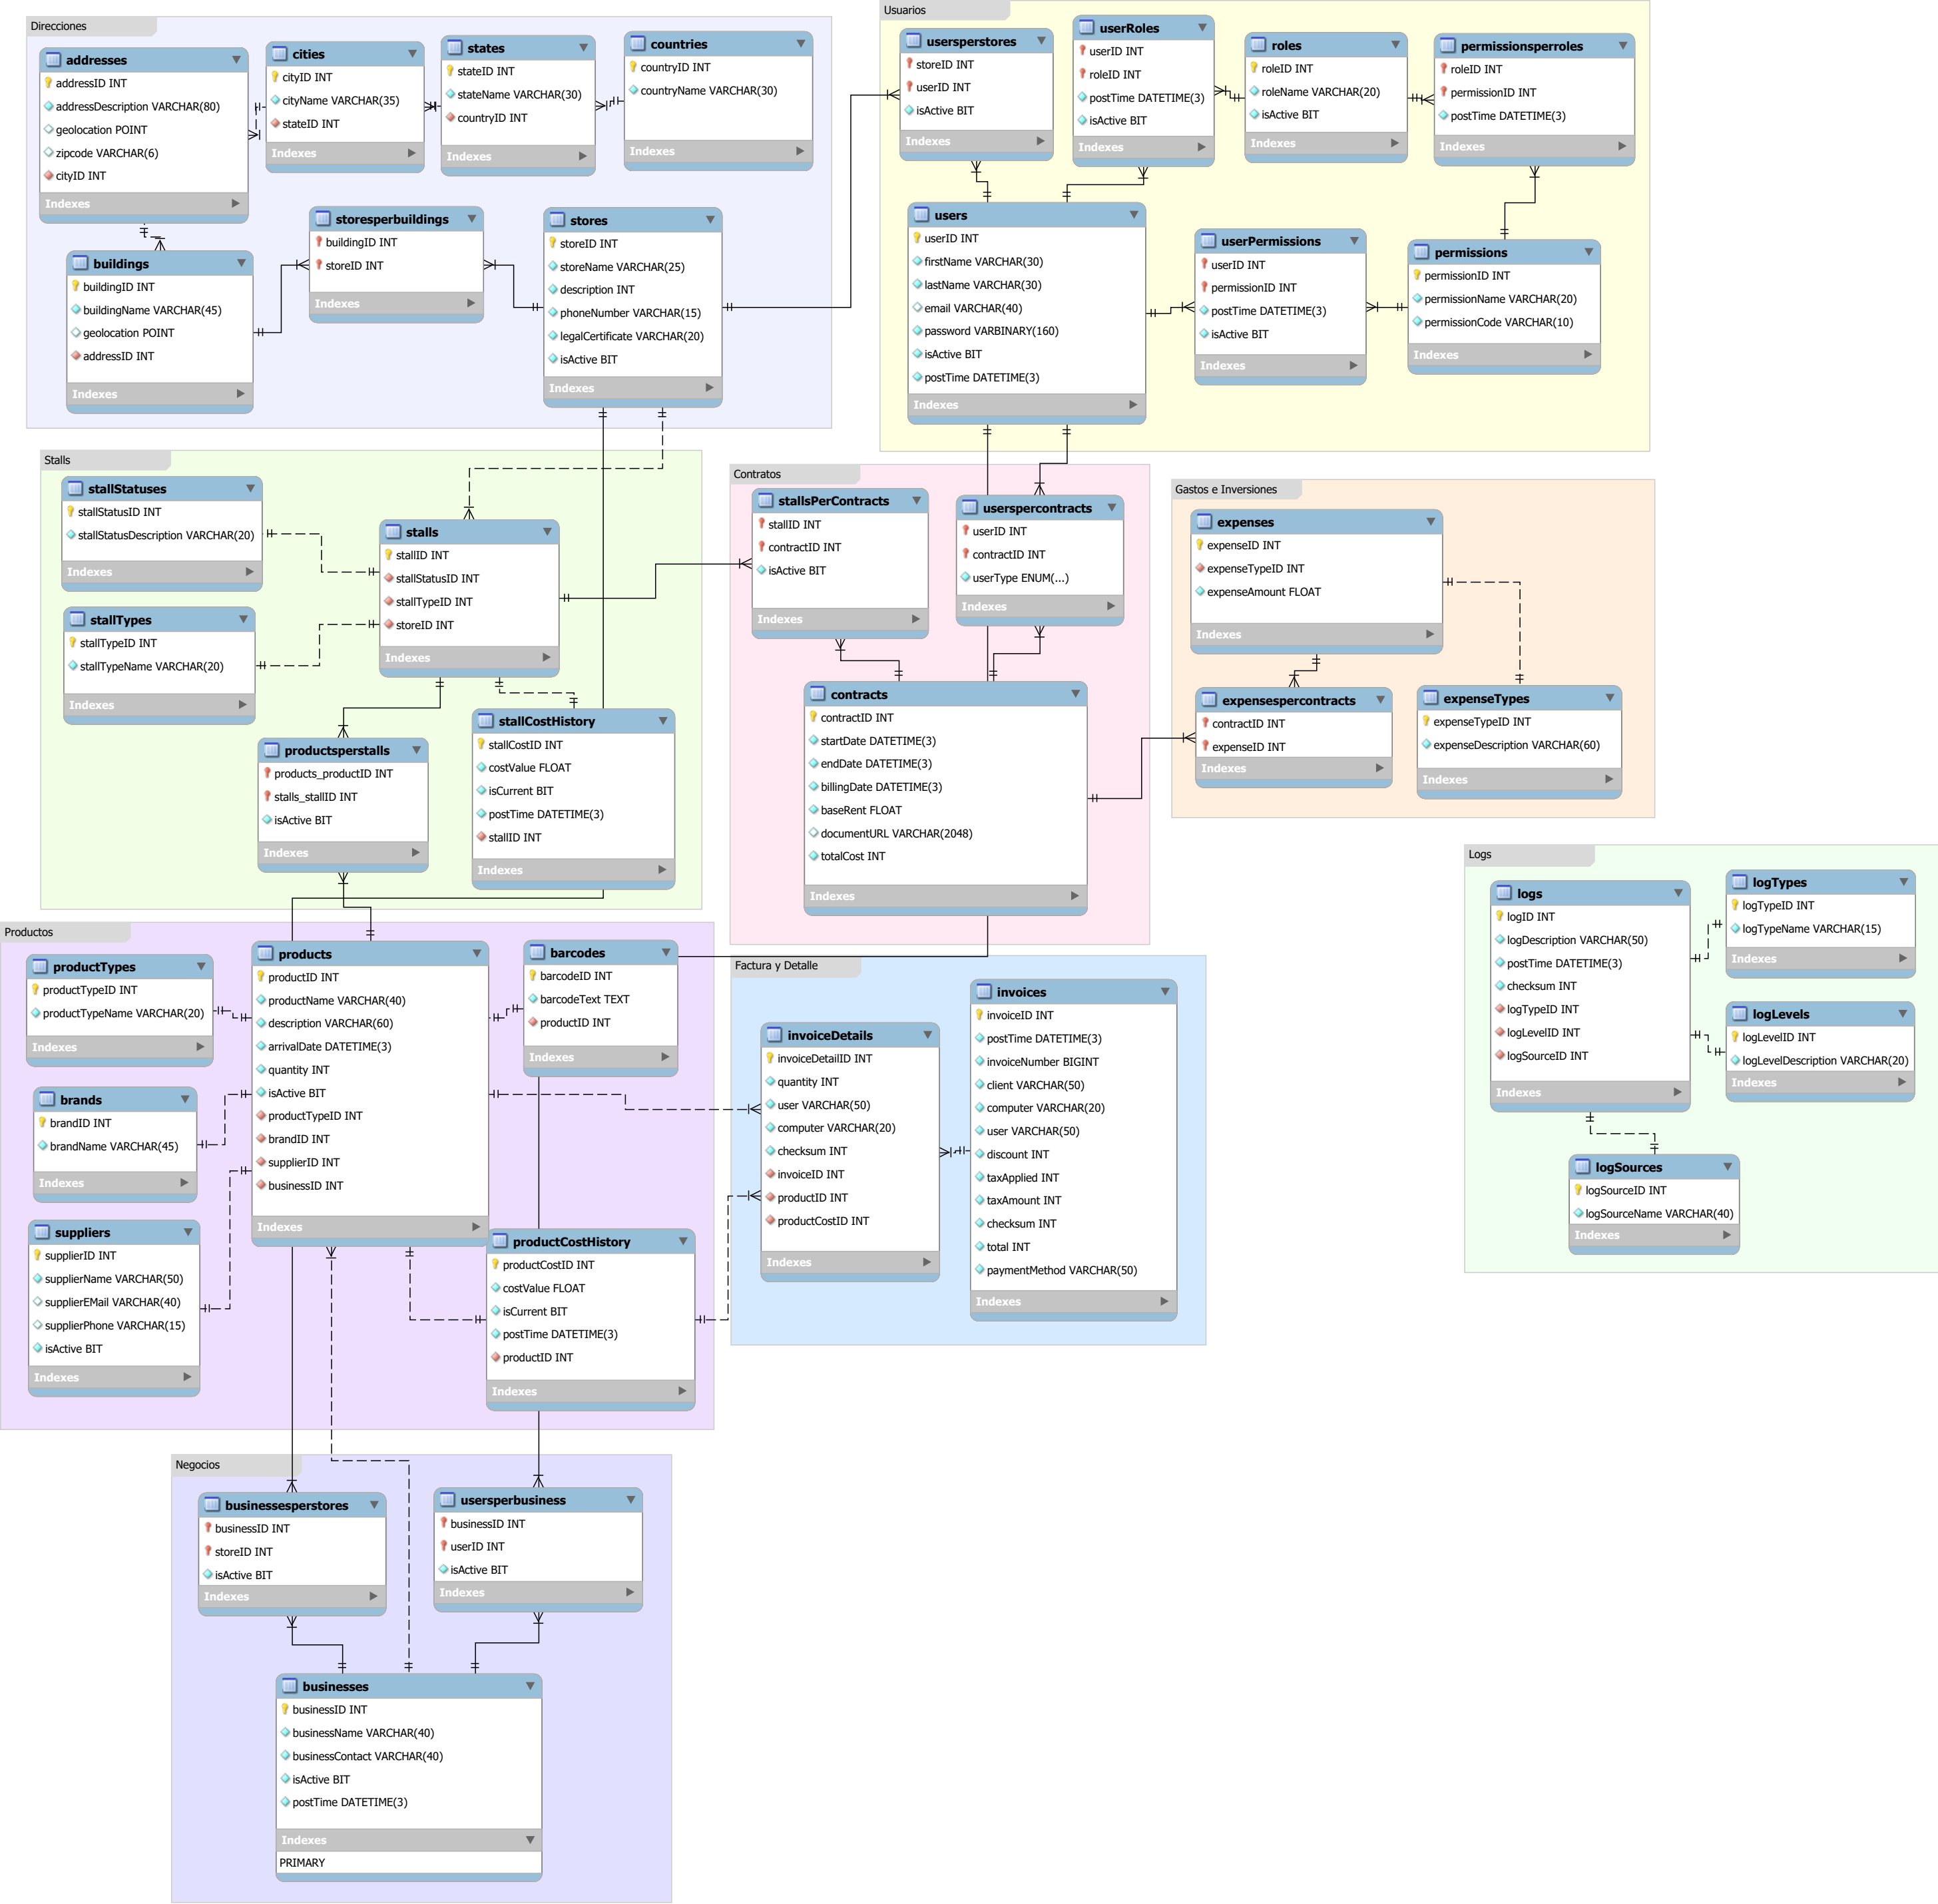 Direcciones
addresses
addressID INT
addressDescription VARCHAR(80)
geolocation POINT
zipcode VARCHAR(6)
cityID INT
Indexes
cities
cityID INT
cityName VARCHAR(35)
stateID INT
Indexes
states
stateID INT
stateName VARCHAR(30)
countryID INT
Indexes
countries
countryID INT
countryName VARCHAR(30)
Indexes
buildings
buildingID INT
buildingName VARCHAR(45)
geolocation POINT
addressID INT
Indexes
storesperbuildings
buildingID INT
storeID INT
Indexes
stores
storeID INT
storeName VARCHAR(25)
description INT
phoneNumber VARCHAR(15)
legalCertificate VARCHAR(20)
isActive BIT
Indexes
Usuarios
usersperstores
storeID INT
userID INT
isActive BIT
Indexes
userRoles
userID INT
roleID INT
postTime DATETIME(3)
isActive BIT
Indexes
roles
roleID INT
roleName VARCHAR(20)
isActive BIT
Indexes
permissionsperroles
roleID INT
permissionID INT
postTime DATETIME(3)
Indexes
users
userID INT
firstName VARCHAR(30)
lastName VARCHAR(30)
email VARCHAR(40)
password VARBINARY(160)
isActive BIT
postTime DATETIME(3)
Indexes
userPermissions
userID INT
permissionID INT
postTime DATETIME(3)
isActive BIT
Indexes
permissions
permissionID INT
permissionName VARCHAR(20)
permissionCode VARCHAR(10)
Indexes
Stalls
stallStatuses
stallStatusID INT
stallStatusDescription VARCHAR(20)
Indexes
stallTypes
stallTypeID INT
stallTypeName VARCHAR(20)
Indexes
stalls
stallID INT
stallStatusID INT
stallTypeID INT
storeID INT
Indexes
productsperstalls
products_productID INT
stalls_stallID INT
isActive BIT
Indexes
stallCostHistory
stallCostID INT
costValue FLOAT
isCurrent BIT
postTime DATETIME(3)
stallID INT
Indexes
Contratos
stallsPerContracts
stallID INT
contractID INT
isActive BIT
Indexes
userspercontracts
userID INT
contractID INT
userType ENUM(...)
Indexes
contracts
contractID INT
startDate DATETIME(3)
endDate DATETIME(3)
billingDate DATETIME(3)
baseRent FLOAT
documentURL VARCHAR(2048)
totalCost INT
Indexes
Gastos e Inversiones
expenses
expenseID INT
expenseTypeID INT
expenseAmount FLOAT
Indexes
expensespercontracts
contractID INT
expenseID INT
Indexes
expenseTypes
expenseTypeID INT
expenseDescription VARCHAR(60)
Indexes
Logs
logs
logID INT
logDescription VARCHAR(50)
postTime DATETIME(3)
checksum INT
logTypeID INT
logLevelID INT
logSourceID INT
Indexes
logTypes
logTypeID INT
logTypeName VARCHAR(15)
Indexes
logLevels
logLevelID INT
logLevelDescription VARCHAR(20)
Indexes
logSources
logSourceID INT
logSourceName VARCHAR(40)
Indexes
Productos
productTypes
productTypeID INT
productTypeName VARCHAR(20)
Indexes
brands
brandID INT
brandName VARCHAR(45)
Indexes
suppliers
supplierID INT
supplierName VARCHAR(50)
supplierEMail VARCHAR(40)
supplierPhone VARCHAR(15)
isActive BIT
Indexes
products
productID INT
productName VARCHAR(40)
description VARCHAR(60)
arrivalDate DATETIME(3)
quantity INT
isActive BIT
productTypeID INT
brandID INT
supplierID INT
businessID INT
Indexes
barcodes
barcodeID INT
barcodeText TEXT
productID INT
Indexes
productCostHistory
productCostID INT
costValue FLOAT
isCurrent BIT
postTime DATETIME(3)
productID INT
Indexes
Factura y Detalle
invoiceDetails
invoiceDetailID INT
quantity INT
user VARCHAR(50)
computer VARCHAR(20)
checksum INT
invoiceID INT
productID INT
productCostID INT
Indexes
invoices
invoiceID INT
postTime DATETIME(3)
invoiceNumber BIGINT
client VARCHAR(50)
computer VARCHAR(20)
user VARCHAR(50)
discount INT
taxApplied INT
taxAmount INT
checksum INT
total INT
paymentMethod VARCHAR(50)
Indexes
Negocios
businessesperstores
businessID INT
storeID INT
isActive BIT
Indexes
usersperbusiness
businessID INT
userID INT
isActive BIT
Indexes
businesses
businessID INT
businessName VARCHAR(40)
businessContact VARCHAR(40)
isActive BIT
postTime DATETIME(3)
Indexes
PRIMARY